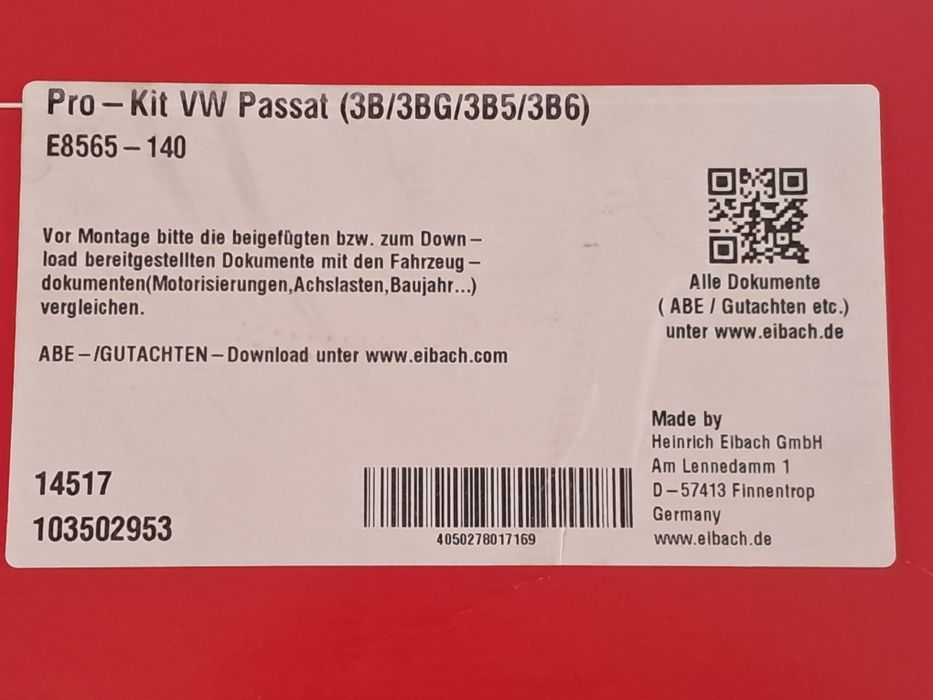 Pro-Kit VW Passat (3B/3BG/3B5/3B6)
E8565-140
Vor Montage bitte die beigefügten bzw. zum Down-
load bereitgestellten Dokumente mit den Fahrzeug-
dokumenten(Motorisierungen,Achslasten,Baujahr...)
vergleichen.
ABE-/GUTACHTEN-Download unter www.eibach.com
Alle Dokumente
( ABE / Gutachten etc.)
unter www.eibach.de
14517
103502953
4050278017169
Made by
Heinrich Eibach GmbH
Am Lennedamm 1
D-57413 Finnentrop
Germany
www.eibach.de